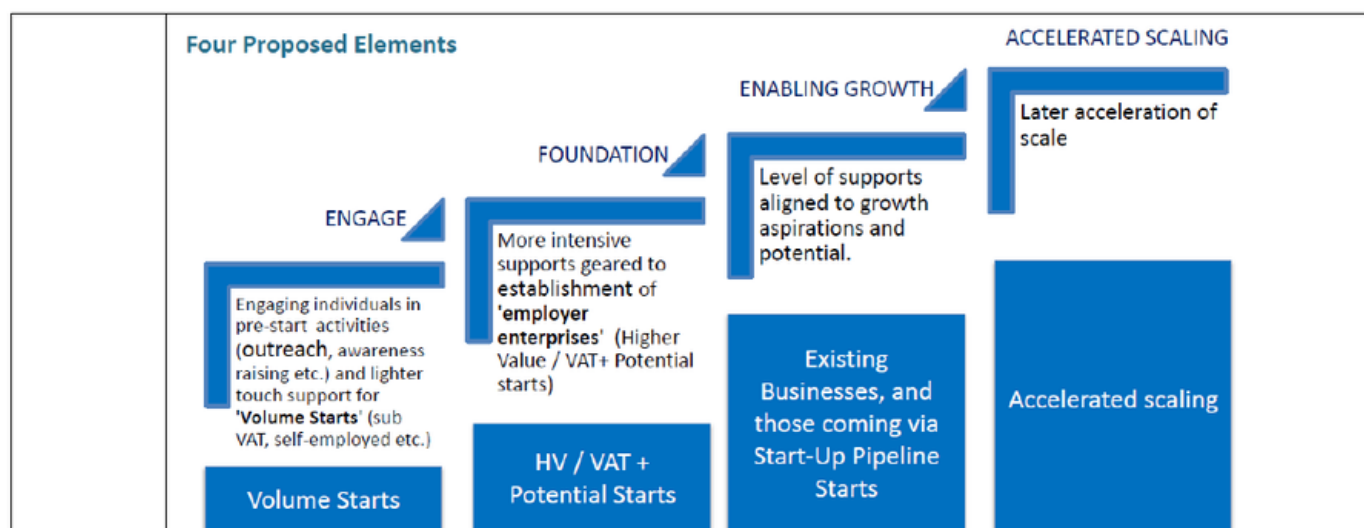 Four Proposed Elements
ENGAGE
Engaging individuals in
pre-start activities
(outreach, awareness
raising etc.) and lighter
touch support for
'Volume Starts' (sub
VAT, self-employed etc.)
Volume Starts
FOUNDATION
More intensive
supports geared to
establishment of
'employer
enterprises' (Higher
Value / VAT+ Potential
starts)
HV / VAT +
Potential Starts
ENABLING GROWTH
Level of supports
aligned to growth
aspirations and
potential.
Existing
Businesses, and
those coming via
Start-Up Pipeline
Starts
ACCELERATED SCALING
Later acceleration of
scale
Accelerated scaling